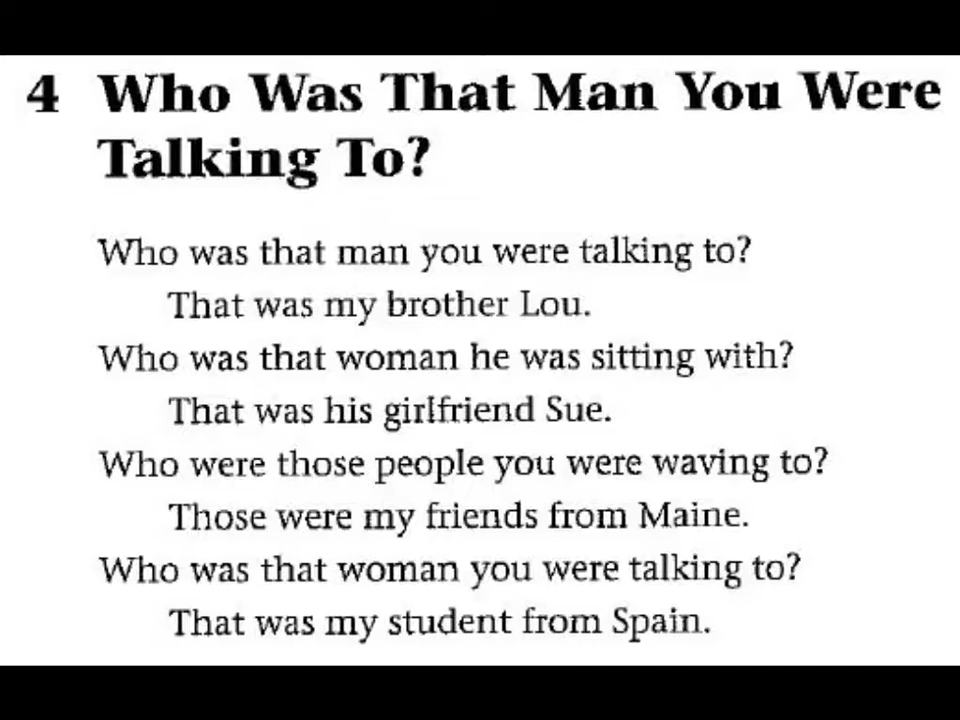 4 Who Was That Man You Were
Talking To?
Who was that man you were talking to?
That was my brother Lou.
Who was that woman he was sitting with?
That was his girlfriend Sue.
Who were those people you were waving to?
Those were my friends from Maine.
Who was that woman you were talking to?
That was my student from Spain.